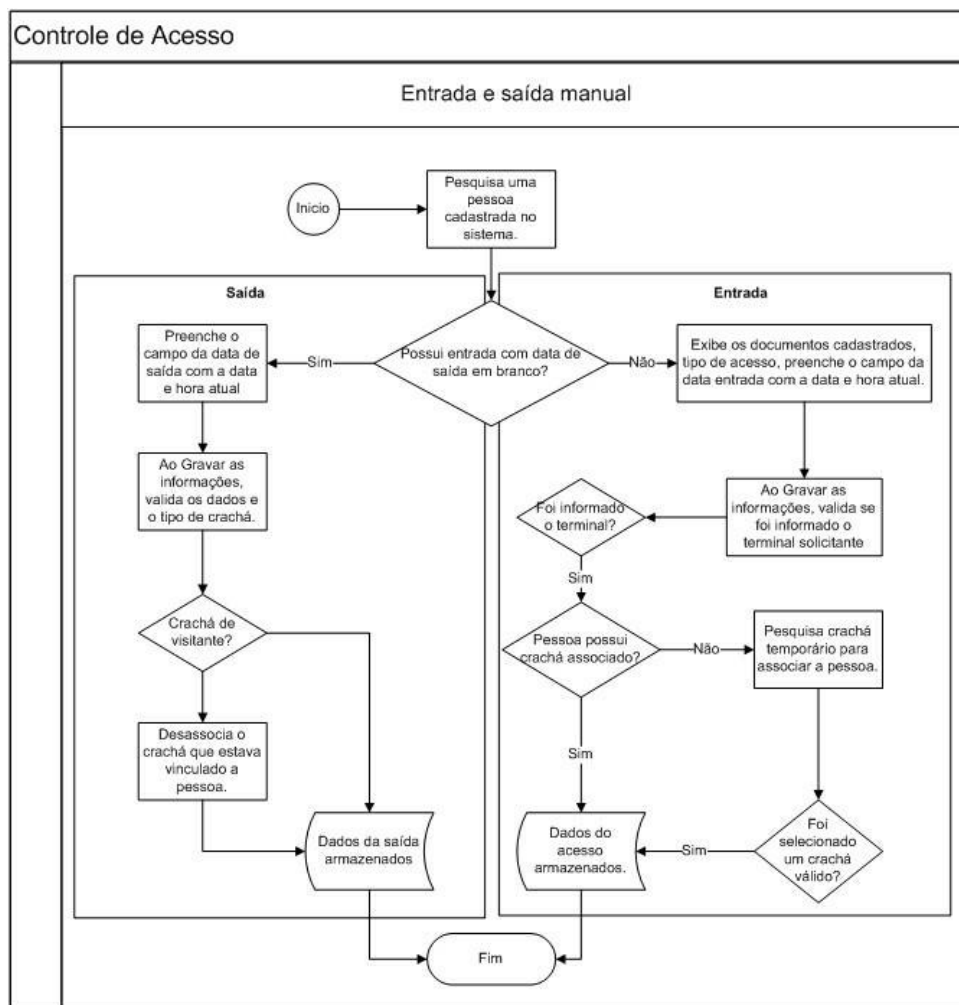 Controle de Acesso
Entrada e saída manual
Inicio
Pesquisa uma
pessoa
cadastrada no
sistema.
Saída
Entrada
Preenche o
campo da data de
saída com a data
e hora atual
Sim
Possui entrada com data de
saída em branco?
Não
Exibe os documentos cadastrados,
tipo de acesso, preenche o campo da
data entrada com a data e hora atual.
Ao Gravar as
informações,
valida os dados e
o tipo de crachá.
Foi informado
o terminal?
Ao Gravar as
informações, valida se
foi informado o
terminal solicitante
Sim
Crachá de
visitante?
Pessoa possui
crachá associado?
Não
Pesquisa crachá
temporário para
associar a pessoa.
Desassocia o
crachá que estava
vinculado a
pessoa.
Sim
Dados da saída
armazenados
Dados do
acesso
armazenados.
Sim
Foi
selecionado
um crachá
válido?
Fim